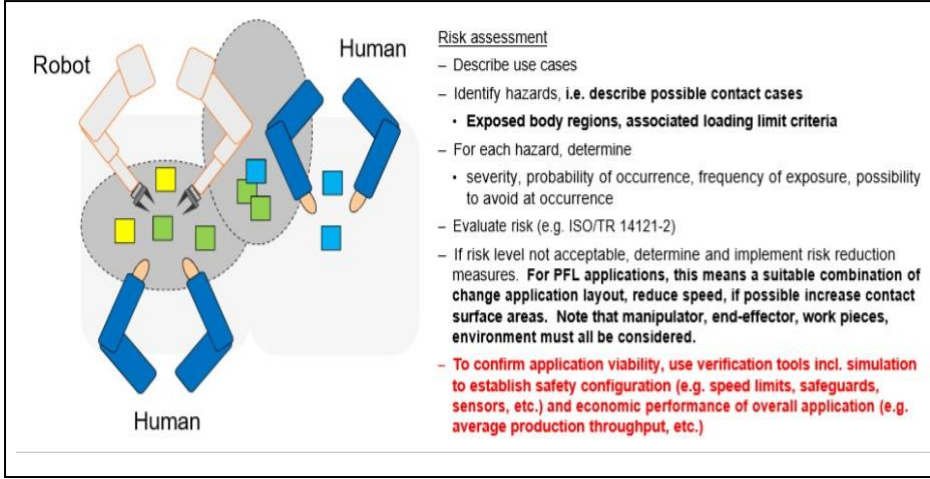 Robot
Human
Human
Risk assessment
– Describe use cases
– Identify hazards, i.e. describe possible contact cases
• Exposed body regions, associated loading limit criteria
– For each hazard, determine
• severity, probability of occurrence, frequency of exposure, possibility
to avoid at occurrence
– Evaluate risk (e.g. ISO/TR 14121-2)
– If risk level not acceptable, determine and implement risk reduction
measures. For PFL applications, this means a suitable combination of
change application layout, reduce speed, if possible increase contact
surface areas. Note that manipulator, end-effector, work pieces,
environment must all be considered.
– To confirm application viability, use verification tools incl. simulation
to establish safety configuration (e.g. speed limits, safeguards,
sensors, etc.) and economic performance of overall application (e.g.
average production throughput, etc.)